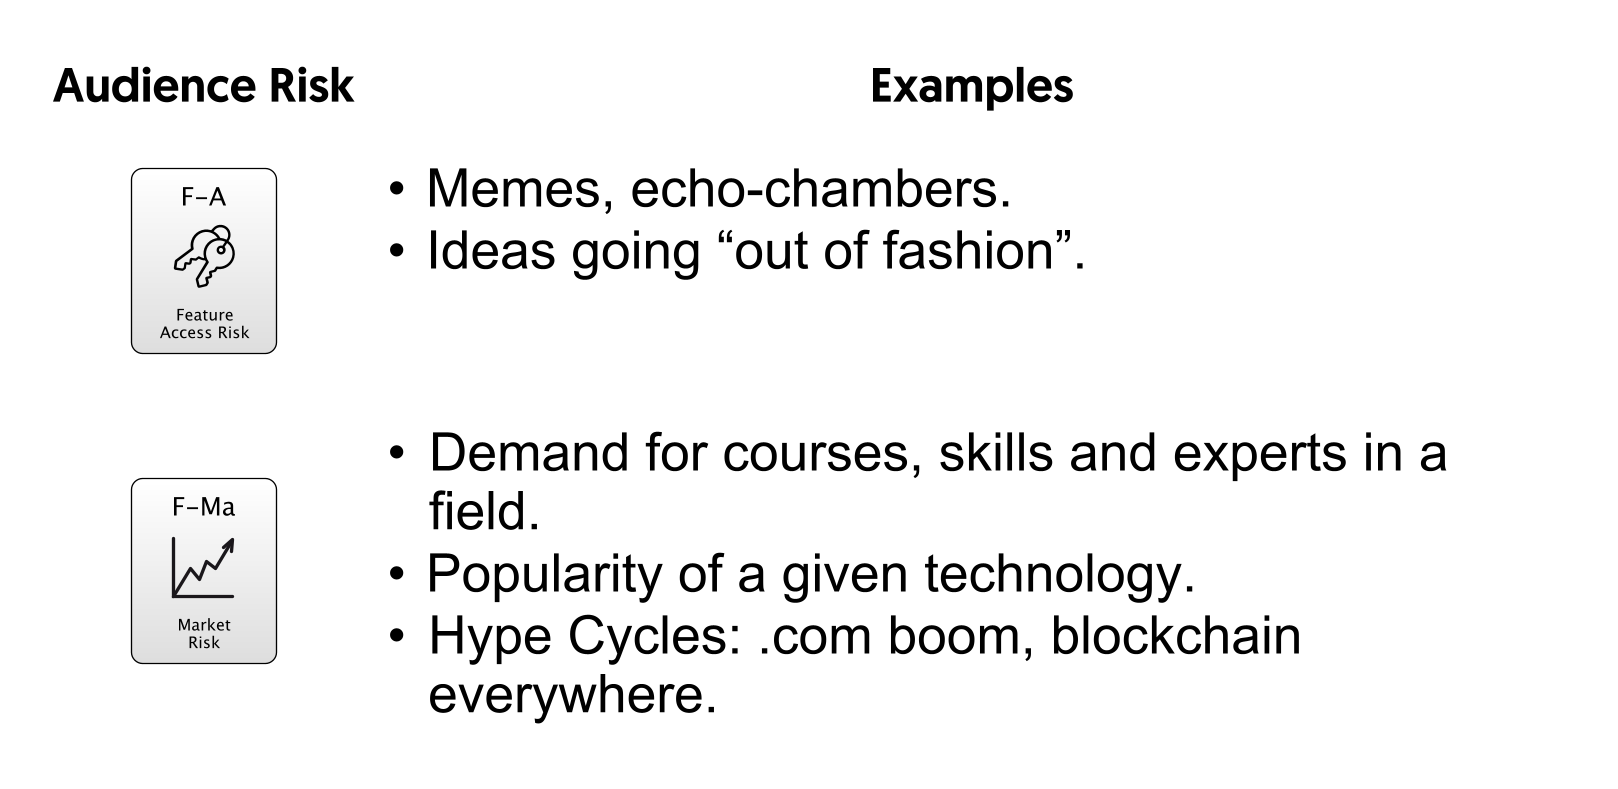 Audience Risk
Examples
F–A
Feature
Access Risk
• Memes, echo-chambers.
• Ideas going “out of fashion”.
F–Ma
Market
Risk
• Demand for courses, skills and experts in a
field.
• Popularity of a given technology.
• Hype Cycles: .com boom, blockchain
everywhere.